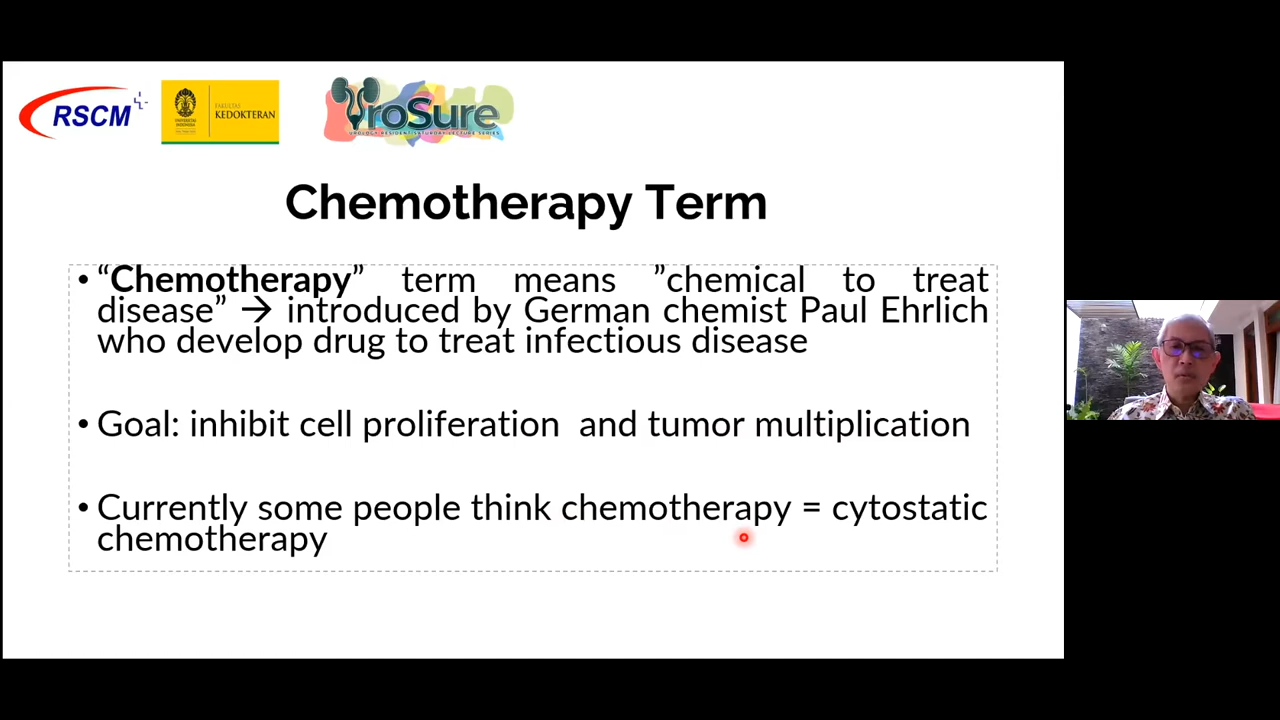 RSCM
UNIVERSITAS
INDONESIA
FAKULTAS
KEDOKTERAN
UroSure
UROLOGY RESIDENT SATURDAY LECTURE SERIES
Chemotherapy Term
• “Chemotherapy” term means ”chemical to treat
disease” → introduced by German chemist Paul Ehrlich
who develop drug to treat infectious disease
• Goal: inhibit cell proliferation  and tumor multiplication
• Currently some people think chemotherapy = cytostatic
chemotherapy